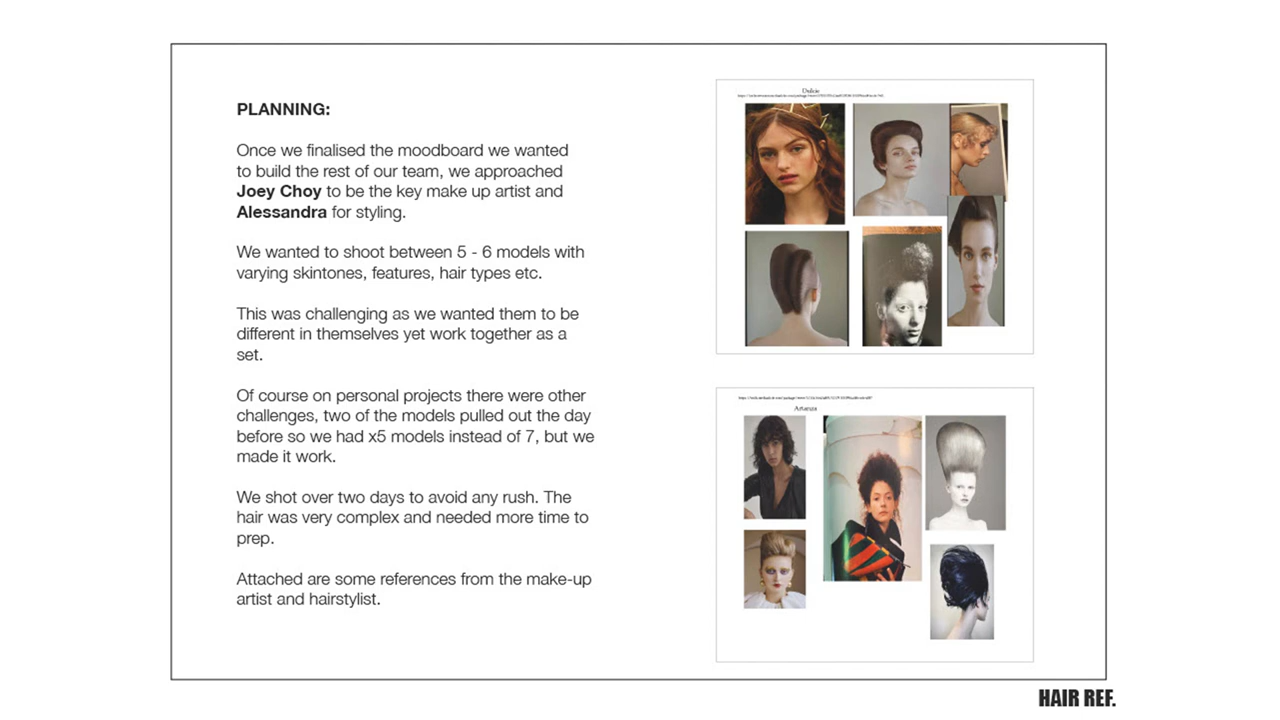 PLANNING:
Once we finalised the moodboard we wanted
to build the rest of our team, we approached
Joey Choy to be the key make up artist and
Alessandra for styling.
We wanted to shoot between 5 - 6 models with
varying skintones, features, hair types etc.
This was challenging as we wanted them to be
different in themselves yet work together as a
set.
Of course on personal projects there were other
challenges, two of the models pulled out the day
before so we had x5 models instead of 7, but we
made it work.
We shot over two days to avoid any rush. The
hair was very complex and needed more time to
prep.
Attached are some references from the make-up
artist and hairstylist.
HAIR REF.